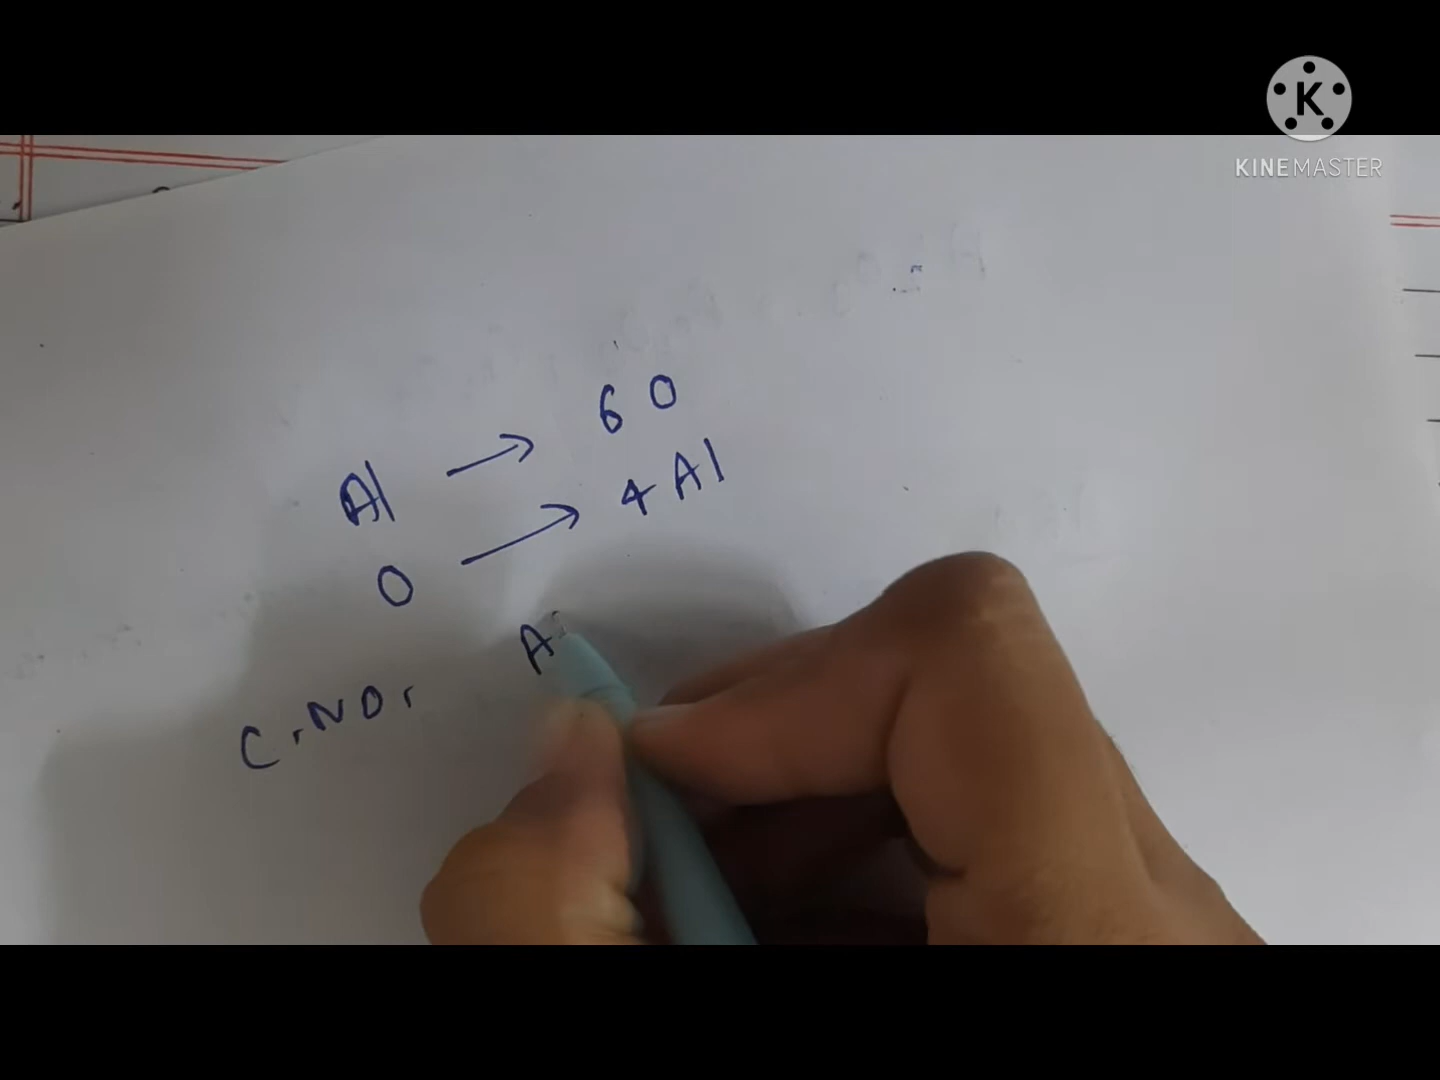 K
KINEMASTER
Al → 6 O
O → 4 Al
C.NO. A